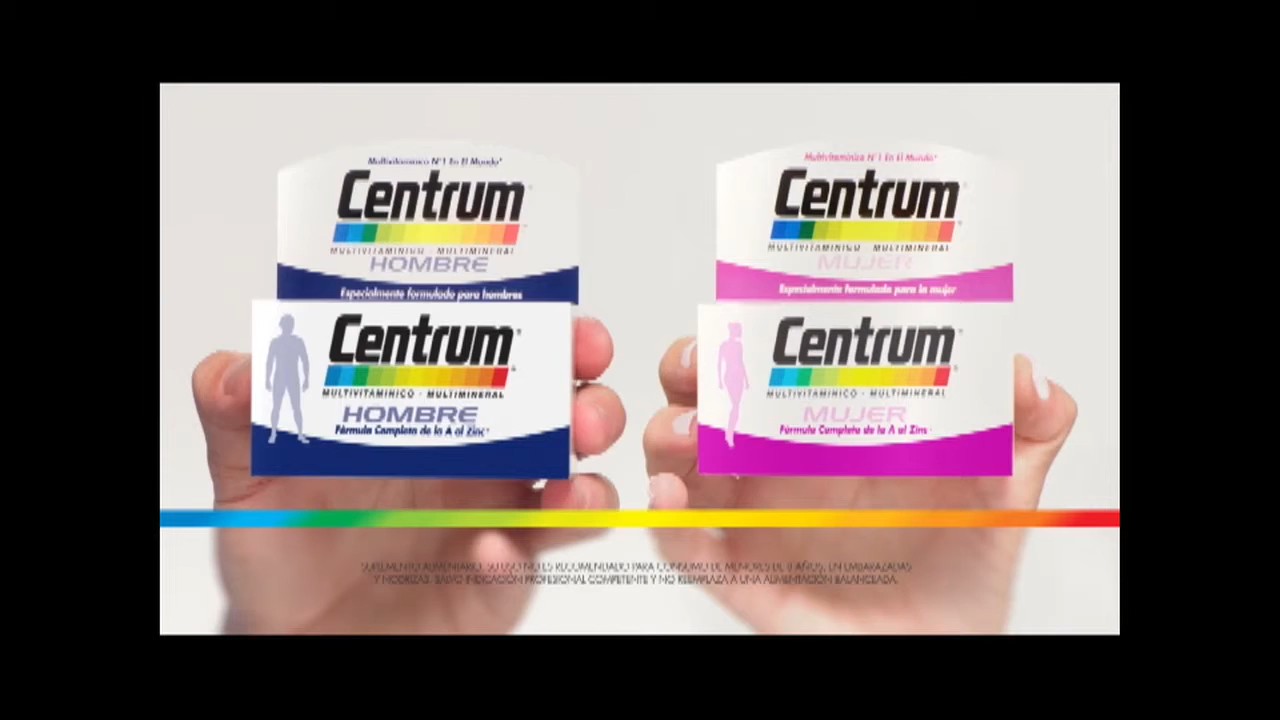 Multivitamínico N°1 En El Mundo*
Centrum
MULTIVITAMÍNICO MULTIMINERAL
HOMBRE
Especialmente formulado para hombres
Centrum
MULTIVITAMÍNICO - MULTIMINERAL
HOMBRE
Fórmula Completa de la A al Zinc*
Multivitamínico N°1 En El Mundo*
Centrum
MULTIVITAMÍNICO MULTIMINERAL
MUJER
Especialmente formulado para la mujer
Centrum
MULTIVITAMÍNICO - MULTIMINERAL
MUJER
Fórmula Completa de la A al Zinc
SUPLEMENTO ALIMENTARIO. SU USO NO ES RECOMENDADO PARA CONSUMO DE MENORES DE 8 AÑOS, EN EMBARAZADAS
Y NODRIZAS, SALVO INDICACIÓN PROFESIONAL COMPETENTE Y NO REEMPLAZA A UNA ALIMENTACIÓN BALANCEADA.